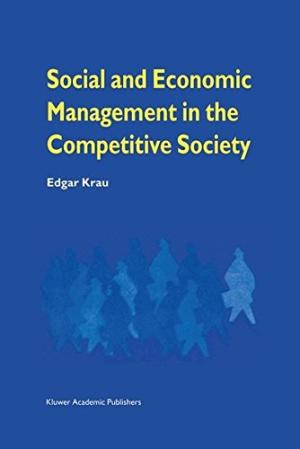 Social and Economic
Management in the
Competitive Society
Edgar Krau
Kluwer Academic Publishers